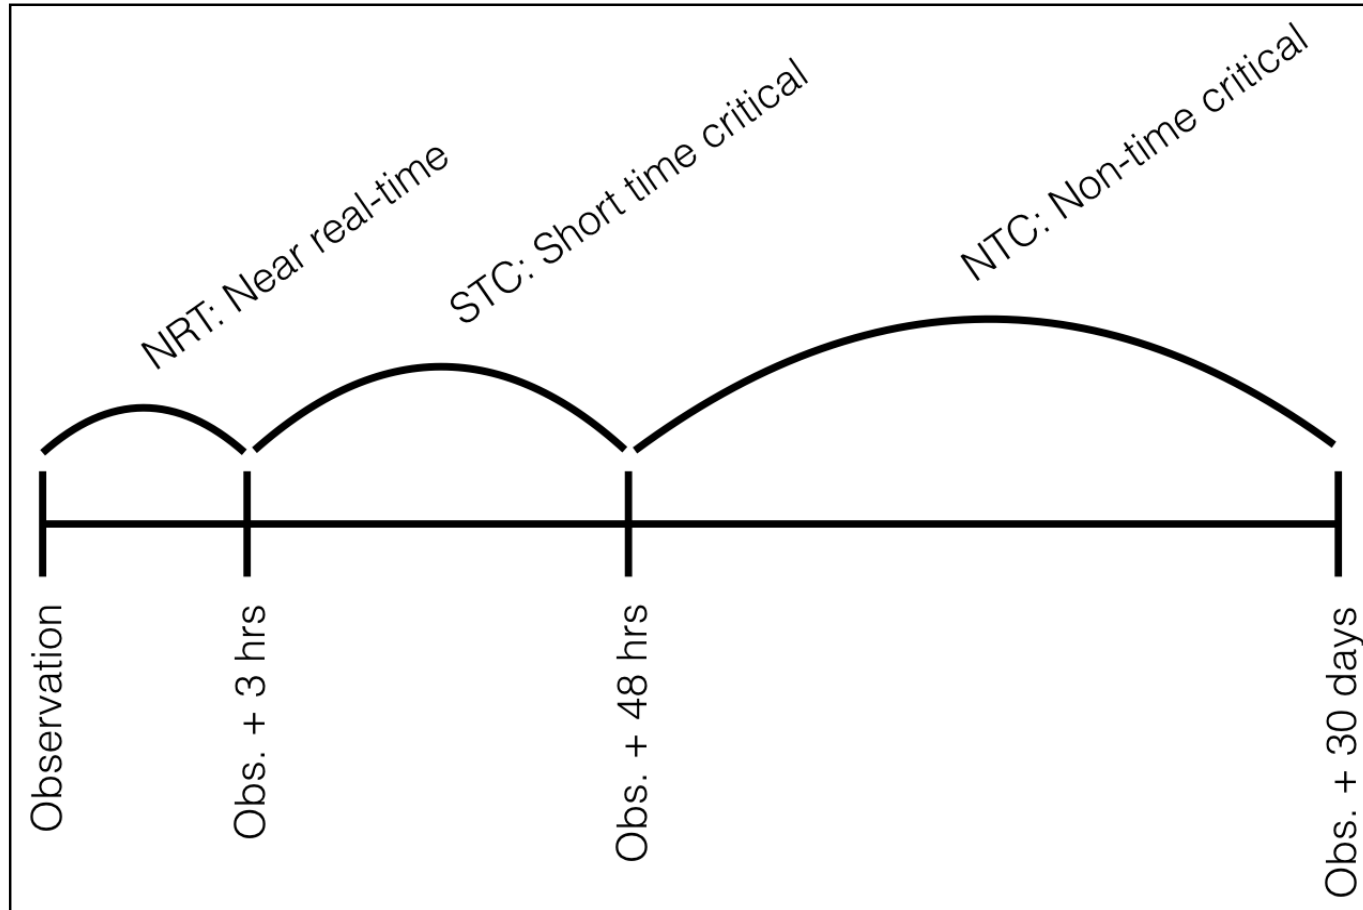 NRT: Near real-time
STC: Short time critical
NTC: Non-time critical
Observation
Obs. + 3 hrs
Obs. + 48 hrs
Obs. + 30 days